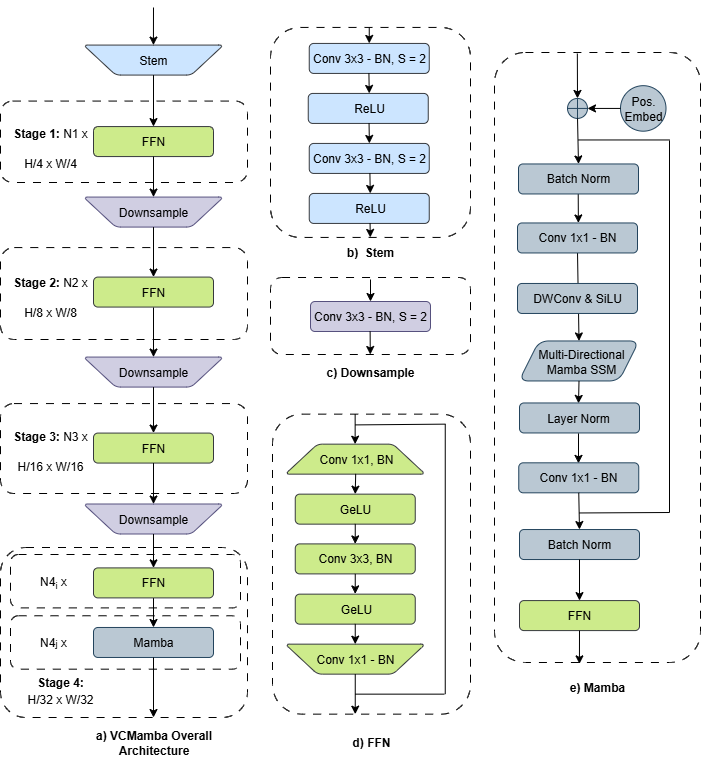 Stem
Stage 1: N1 x
FFN
H/4 x W/4
Downsample
Stage 2: N2 x
FFN
H/8 x W/8
Downsample
Stage 3: N3 x
FFN
H/16 x W/16
Downsample
N4i x
FFN
N4j x
Mamba
Stage 4:
H/32 x W/32
a) VCMamba Overall
Architecture
Conv 3x3 - BN, S = 2
ReLU
Conv 3x3 - BN, S = 2
ReLU
b) Stem
Conv 3x3 - BN, S = 2
c) Downsample
Conv 1x1, BN
GeLU
Conv 3x3, BN
GeLU
Conv 1x1 - BN
d) FFN
Pos.
Embed
Batch Norm
Conv 1x1 - BN
DWConv & SiLU
Multi-Directional
Mamba SSM
Layer Norm
Conv 1x1 - BN
Batch Norm
FFN
e) Mamba